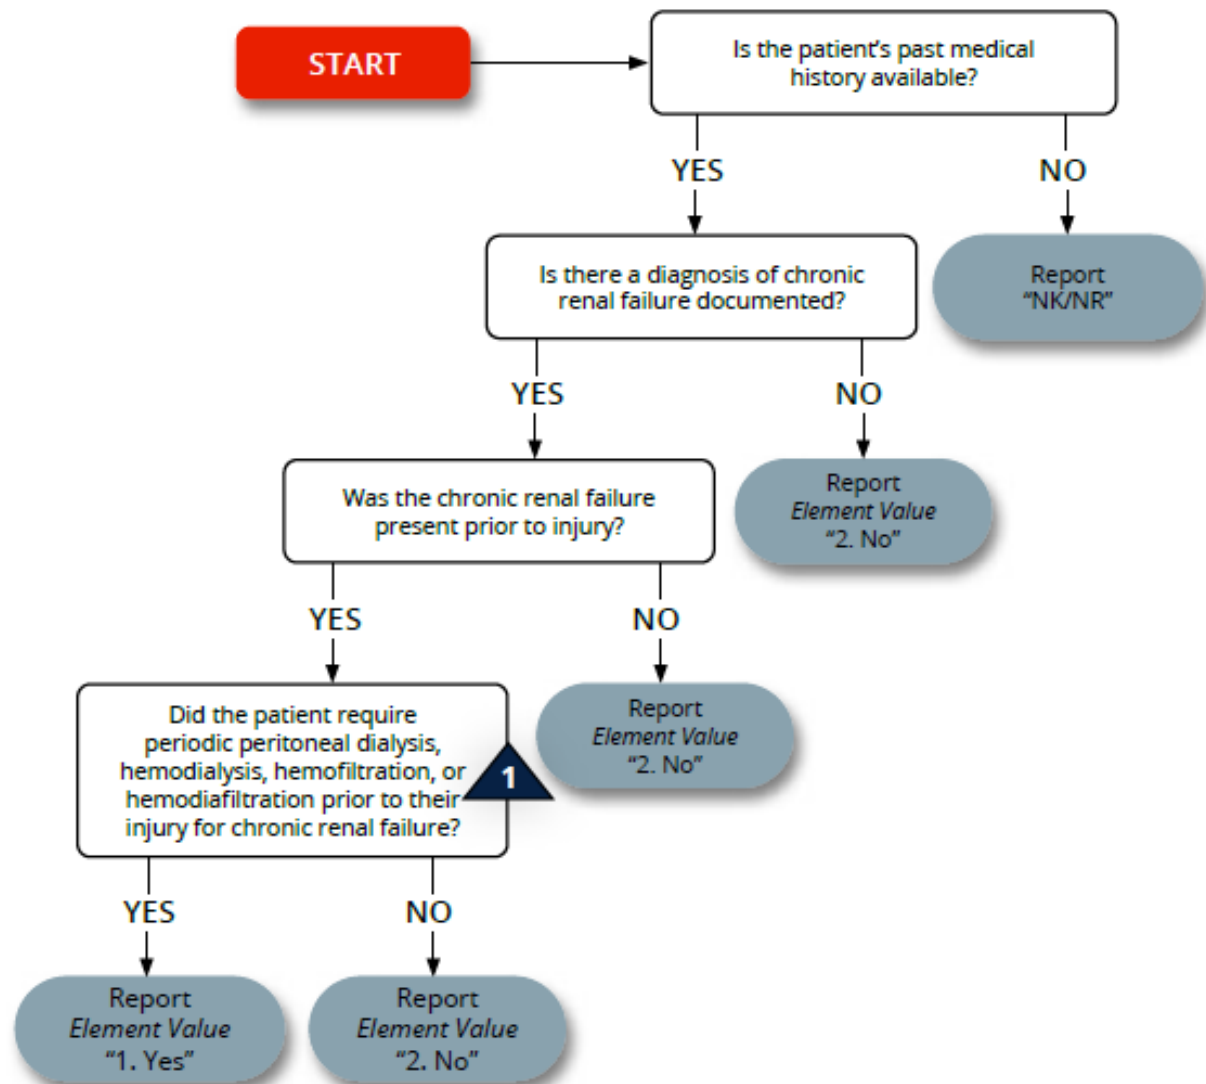 START
Is the patient’s past medical
history available?
YES
NO
Is there a diagnosis of chronic
renal failure documented?
Report
“NK/NR”
YES
NO
Was the chronic renal failure
present prior to injury?
Report
Element Value
“2. No”
YES
NO
Did the patient require
periodic peritoneal dialysis,
hemodialysis, hemofiltration, or
hemodiafiltration prior to their
injury for chronic renal failure?
1
Report
Element Value
“2. No”
YES
NO
Report
Element Value
“1. Yes”
Report
Element Value
“2. No”